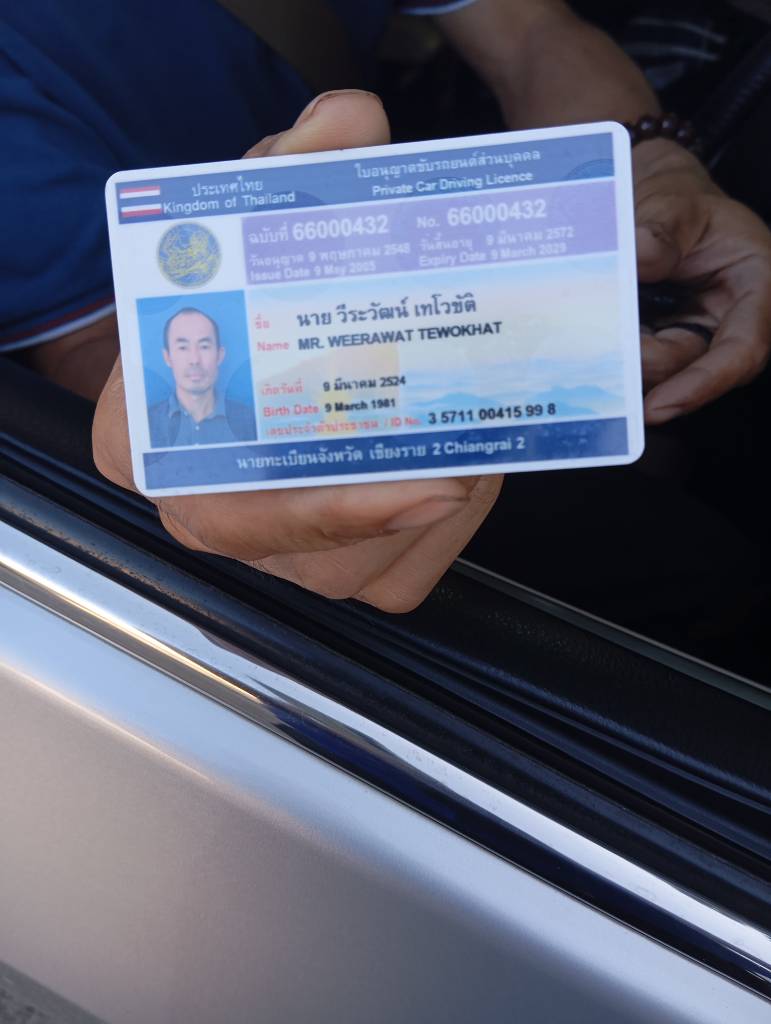 ประเทศไทย
Kingdom of Thailand
ใบอนุญาตขับรถยนต์ส่วนบุคคล
Private Car Driving Licence
ฉบับที่ 66000432
No. 66000432
วันอนุญาต 9 พฤษภาคม 2548
Issue Date 9 May 2005
วันสิ้นอายุ 9 มีนาคม 2572
Expiry Date 9 March 2029
ชื่อ นาย วีระวัฒน์ เทโวขัติ
Name MR. WEERAWAT TEWOKHAT
เกิดวันที่ 9 มีนาคม 2524
Birth Date 9 March 1981
เลขประจำตัวประชาชน / ID No. 3 5711 00415 99 8
นายทะเบียนจังหวัด เชียงราย 2 Chiangrai 2